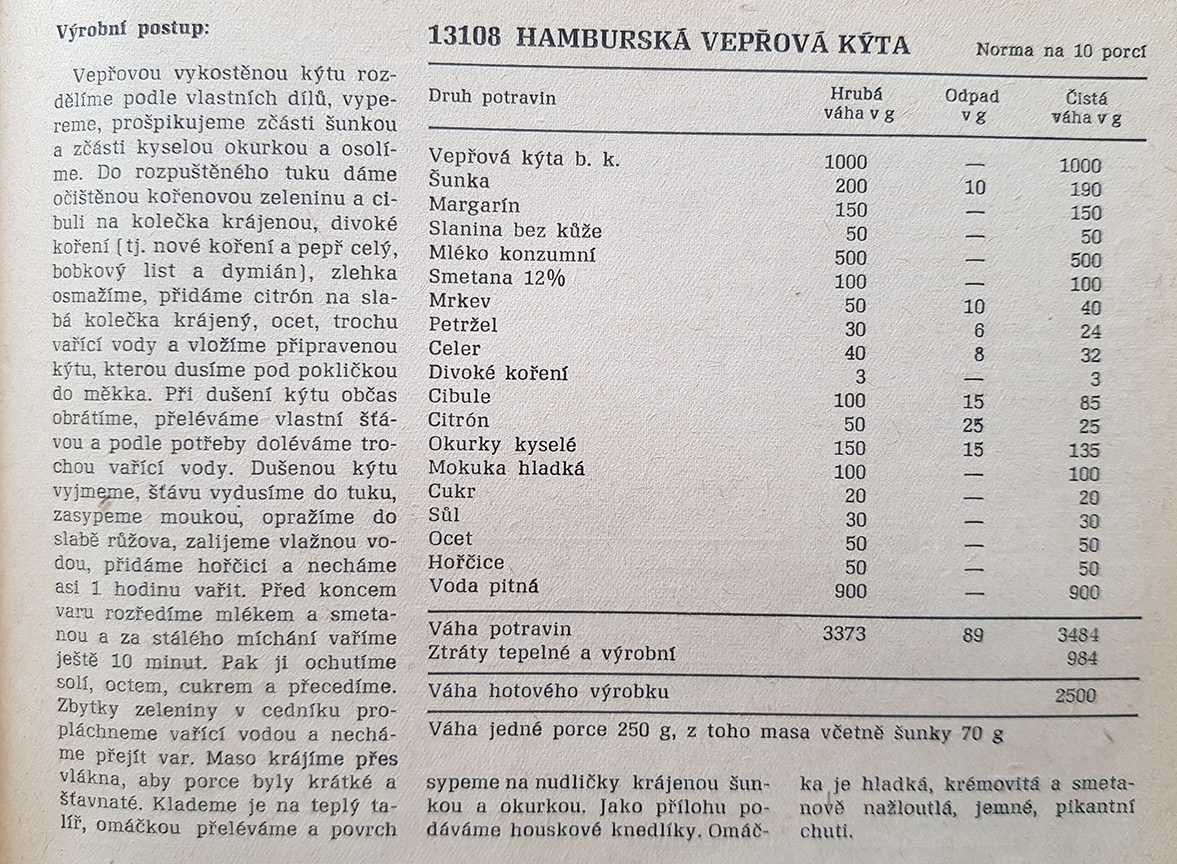 Výrobní postup:
Vepřovou vykostěnou kýtu roz-
dělíme podle vlastních dílů, vype-
reme, prošpikujeme zčásti šunkou
a zčásti kyselou okurkou a osolí-
me. Do rozpuštěného tuku dáme
očištěnou kořenovou zeleninu a ci-
buli na kolečka krájenou, divoké
koření (tj. nové koření a pepř celý,
bobkový list a dymián), zlehka
osmažíme, přidáme citrón na sla-
bá kolečka krájený, ocet, trochu
vařící vody a vložíme připravenou
kýtu, kterou dusíme pod pokličkou
do měkka. Při dušení kýtu občas
obrátíme, přeléváme vlastní šťá-
vou a podle potřeby doléváme tro-
chou vařící vody. Dušenou kýtu
vyjmeme, šťávu vydusíme do tuku,
zasypeme moukou, opražíme do
slabě růžova, zalijeme vlažnou vo-
dou, přidáme hořčici a necháme
asi 1 hodinu vařit. Před koncem
varu rozředíme mlékem a smeta-
nou a za stálého míchání vaříme
ještě 10 minut. Pak ji ochutíme
solí, octem, cukrem a přecedíme.
Zbytky zeleniny v cedníku pro-
pláchneme vařící vodou a nechá-
me přejít var. Maso krájíme přes
vlákna, aby porce byly krátké a
šťavnaté. Klademe je na teplý ta-
líř, omáčkou přeléváme a povrch
13108 HAMBURSKÁ VEPŘOVÁ KÝTA Norma na 10 porcí
Druh potravin Hrubá váha v g Odpad v g Čistá váha v g
Vepřová kýta b. k. 1000 — 1000
Šunka 200 10 190
Margarín 150 — 150
Slanina bez kůže 50 — 50
Mléko konzumní 500 — 500
Smetana 12% 100 — 100
Mrkev 50 10 40
Petržel 30 6 24
Celer 40 8 32
Divoké koření 3 — 3
Cibule 100 15 85
Citrón 50 25 25
Okurky kyselé 150 15 135
Mokuka hladká 100 — 100
Cukr 20 — 20
Sůl 30 — 30
Ocet 50 — 50
Hořčice 50 — 50
Voda pitná 900 — 900
Váha potravin 3373 89 3484
Ztráty tepelné a výrobní 984
Váha hotového výrobku 2500
Váha jedné porce 250 g, z toho masa včetně šunky 70 g
sypeme na nudličky krájenou šun-
kou a okurkou. Jako přílohu po-
dáváme houskové knedlíky. Omáč-
ka je hladká, krémovitá a smeta-
nově nažloutlá, jemné, pikantní
chuti.